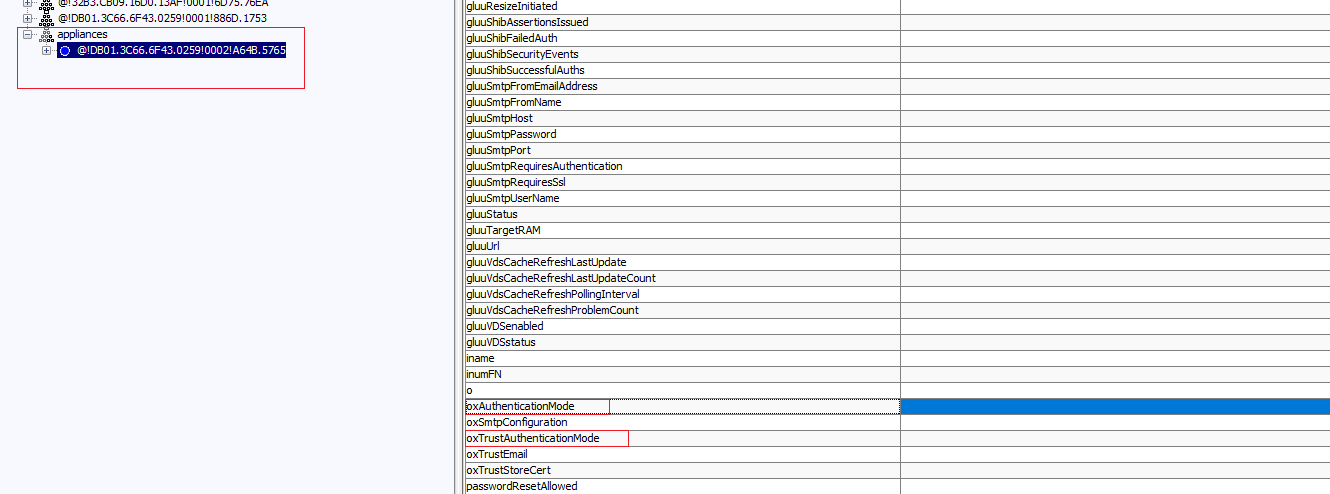 @!32B3.CB09.16D0.13AF!0001!6D75.76EA
@!DB01.3C66.6F43.0259!0001!886D.1753
appliances
@!DB01.3C66.6F43.0259!0002!A64B.5765
gluuResizeInitiated
gluuShibAssertionsIssued
gluuShibFailedAuth
gluuShibSecurityEvents
gluuShibSuccessfulAuths
gluuSmtpFromEmailAddress
gluuSmtpFromName
gluuSmtpHost
gluuSmtpPassword
gluuSmtpPort
gluuSmtpRequiresAuthentication
gluuSmtpRequiresSsl
gluuSmtpUserName
gluuStatus
gluuTargetRAM
gluuUrl
gluuVdsCacheRefreshLastUpdate
gluuVdsCacheRefreshLastUpdateCount
gluuVdsCacheRefreshPollingInterval
gluuVdsCacheRefreshProblemCount
gluuVDSenabled
gluuVDSstatus
iname
inumFN
o
oxAuthenticationMode
oxSmtpConfiguration
oxTrustAuthenticationMode
oxTrustEmail
oxTrustStoreCert
passwordResetAllowed